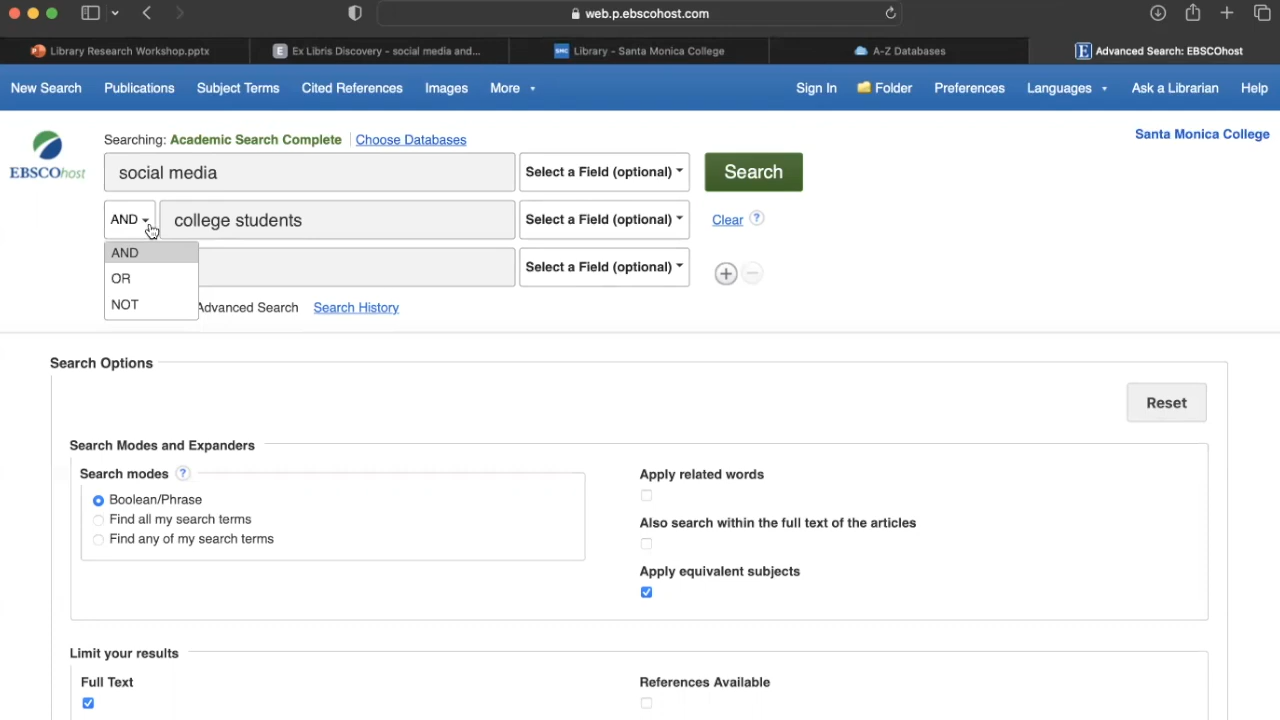 web.p.ebscohost.com
Library Research Workshop.pptx
Ex Libris Discovery - social media and...
SMC Library - Santa Monica College
A-Z Databases
E Advanced Search: EBSCOhost
New Search Publications Subject Terms Cited References Images More Sign In Folder Preferences Languages Ask a Librarian Help
EBSCOhost
Searching: Academic Search Complete Choose Databases
Santa Monica College
social media Select a Field (optional) Search
AND college students Select a Field (optional) Clear ?
AND
OR
NOT
Select a Field (optional)
Advanced Search Search History
Search Options
Reset
Search Modes and Expanders
Search modes ?
Boolean/Phrase
Find all my search terms
Find any of my search terms
Apply related words
Also search within the full text of the articles
Apply equivalent subjects
Limit your results
Full Text
References Available